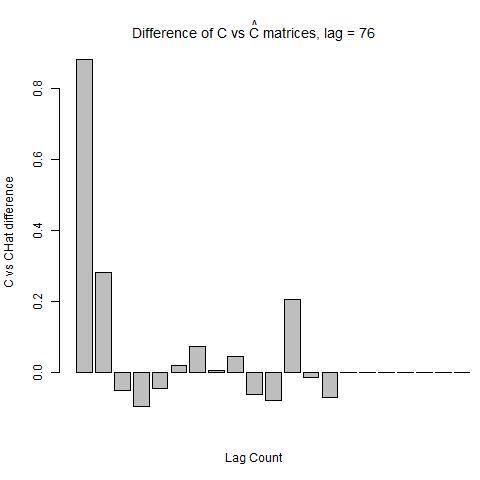 Difference of C vs Ĉ matrices, lag = 76
0.8
0.6
0.4
0.2
0.0
C vs CHat difference
Lag Count